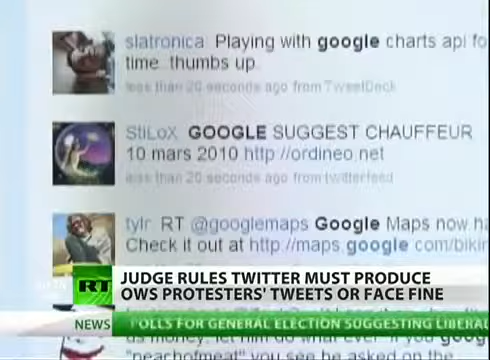 slatronica Playing with google charts api fo
time. thumbs up.
less than 20 seconds ago from TweetDeck
StiLoX GOOGLE SUGGEST CHAUFFEUR
10 mars 2010 http://ordineo.net
less than 20 seconds ago from twitterfeed
tylr RT @googlemaps Google Maps now ha
Check it out at http://maps.google.com/bikin
RT
JUDGE RULES TWITTER MUST PRODUCE
OWS PROTESTERS' TWEETS OR FACE FINE
NEWS
POLLS FOR GENERAL ELECTION SUGGESTING LIBERAL
"neachofmeat" you see he asked on the